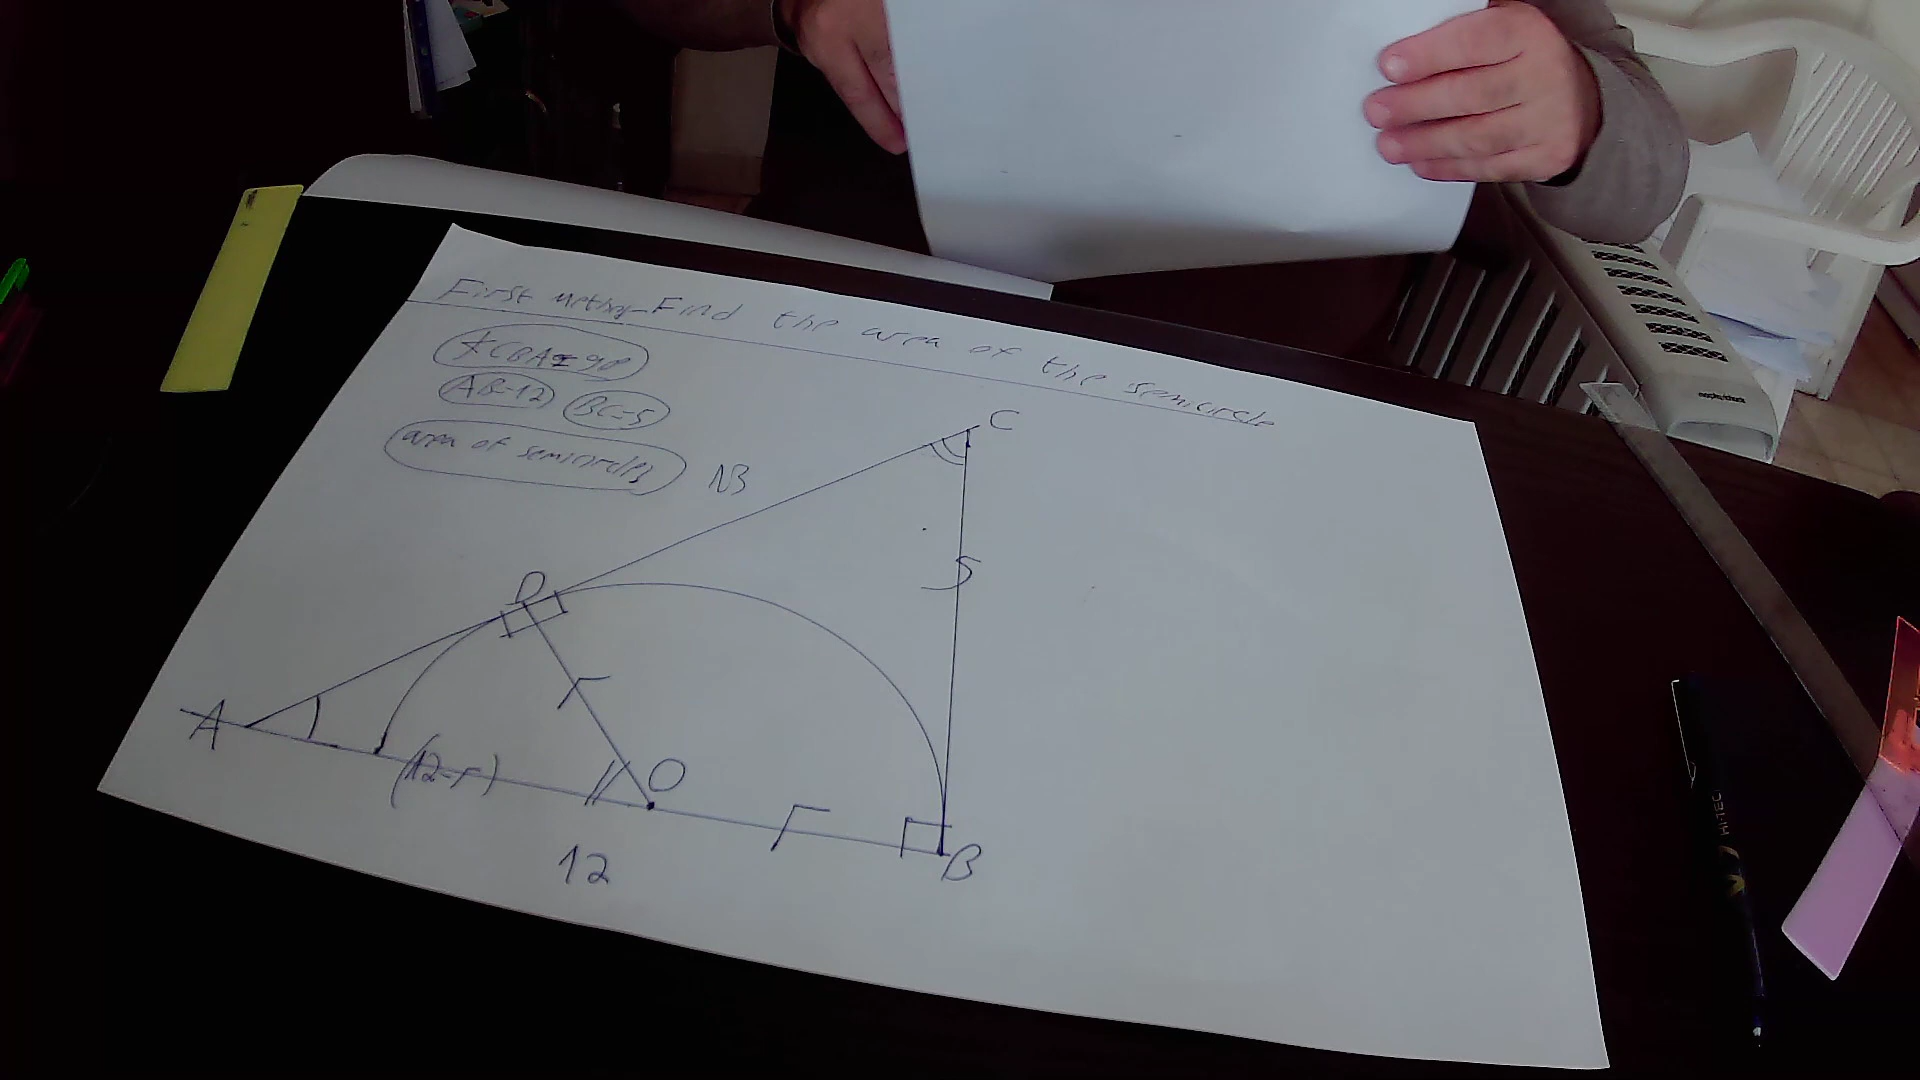 First Method-Find the area of the semicircle
∡CBA=90
AB=12 BC=5
area of semicircle?
13
C
5
D
r
A
(12-r)
O
r
B
12
HI-TEC